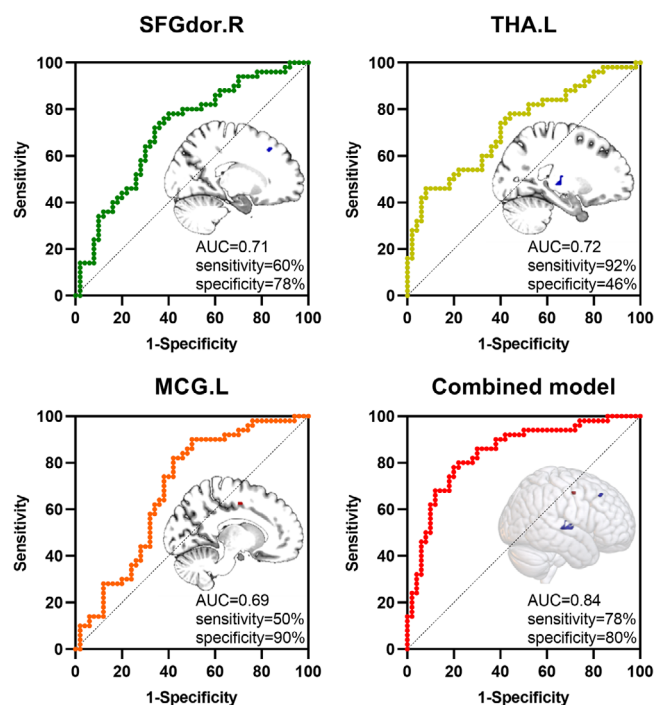 SFGdor.R
THA.L
100
80
60
40
20
0
Sensitivity
AUC=0.71
sensitivity=60%
specificity=78%
0 20 40 60 80 100
1-Specificity
100
80
60
40
20
0
Sensitivity
AUC=0.72
sensitivity=92%
specificity=46%
0 20 40 60 80 100
1-Specificity
MCG.L
Combined model
100
80
60
40
20
0
Sensitivity
AUC=0.69
sensitivity=50%
specificity=90%
0 20 40 60 80 100
1-Specificity
100
80
60
40
20
0
Sensitivity
AUC=0.84
sensitivity=78%
specificity=80%
0 20 40 60 80 100
1-Specificity